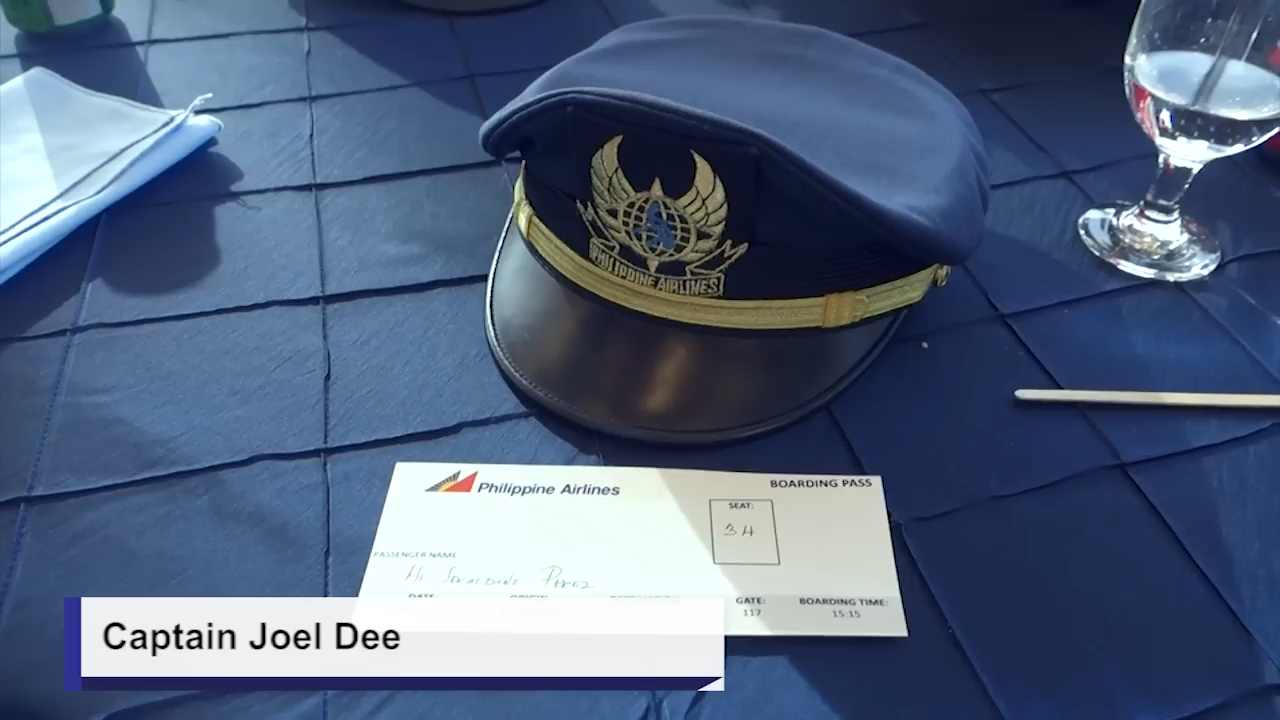 PHILIPPINE AIRLINES
Philippine Airlines
BOARDING PASS
SEAT:
3H
PASSENGER NAME
Perez
GATE:
117
BOARDING TIME:
15:15
Captain Joel Dee